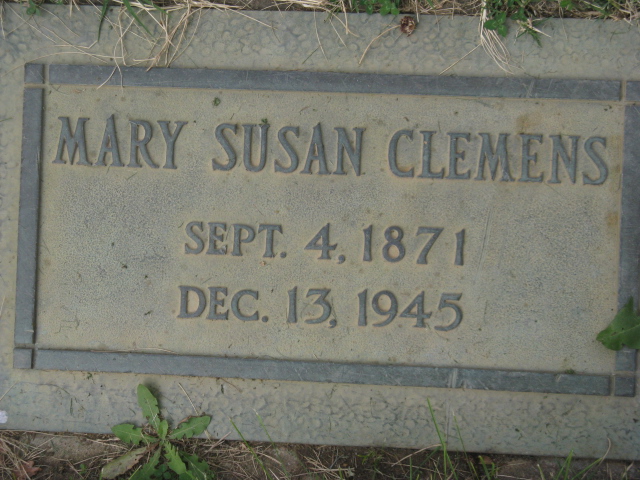 MARY SUSAN CLEMENS
SEPT. 4, 1871
DEC. 13, 1945